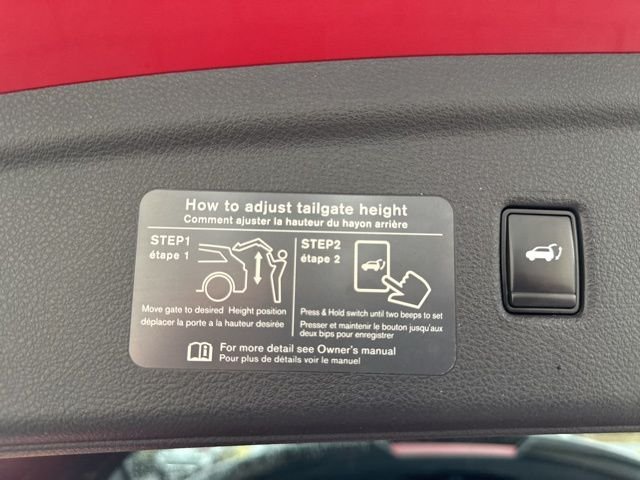 How to adjust tailgate height
Comment ajuster la hauteur du hayon arrière
STEP1
étape 1
Move gate to desired Height position
déplacer la porte a la hauteur desirée
STEP2
étape 2
Press & Hold switch until two beeps to set
Presser et maintenir le bouton jusqu'aux
deux bips pour enregistrer
For more detail see Owner's manual
Pour plus de détails voir le manuel